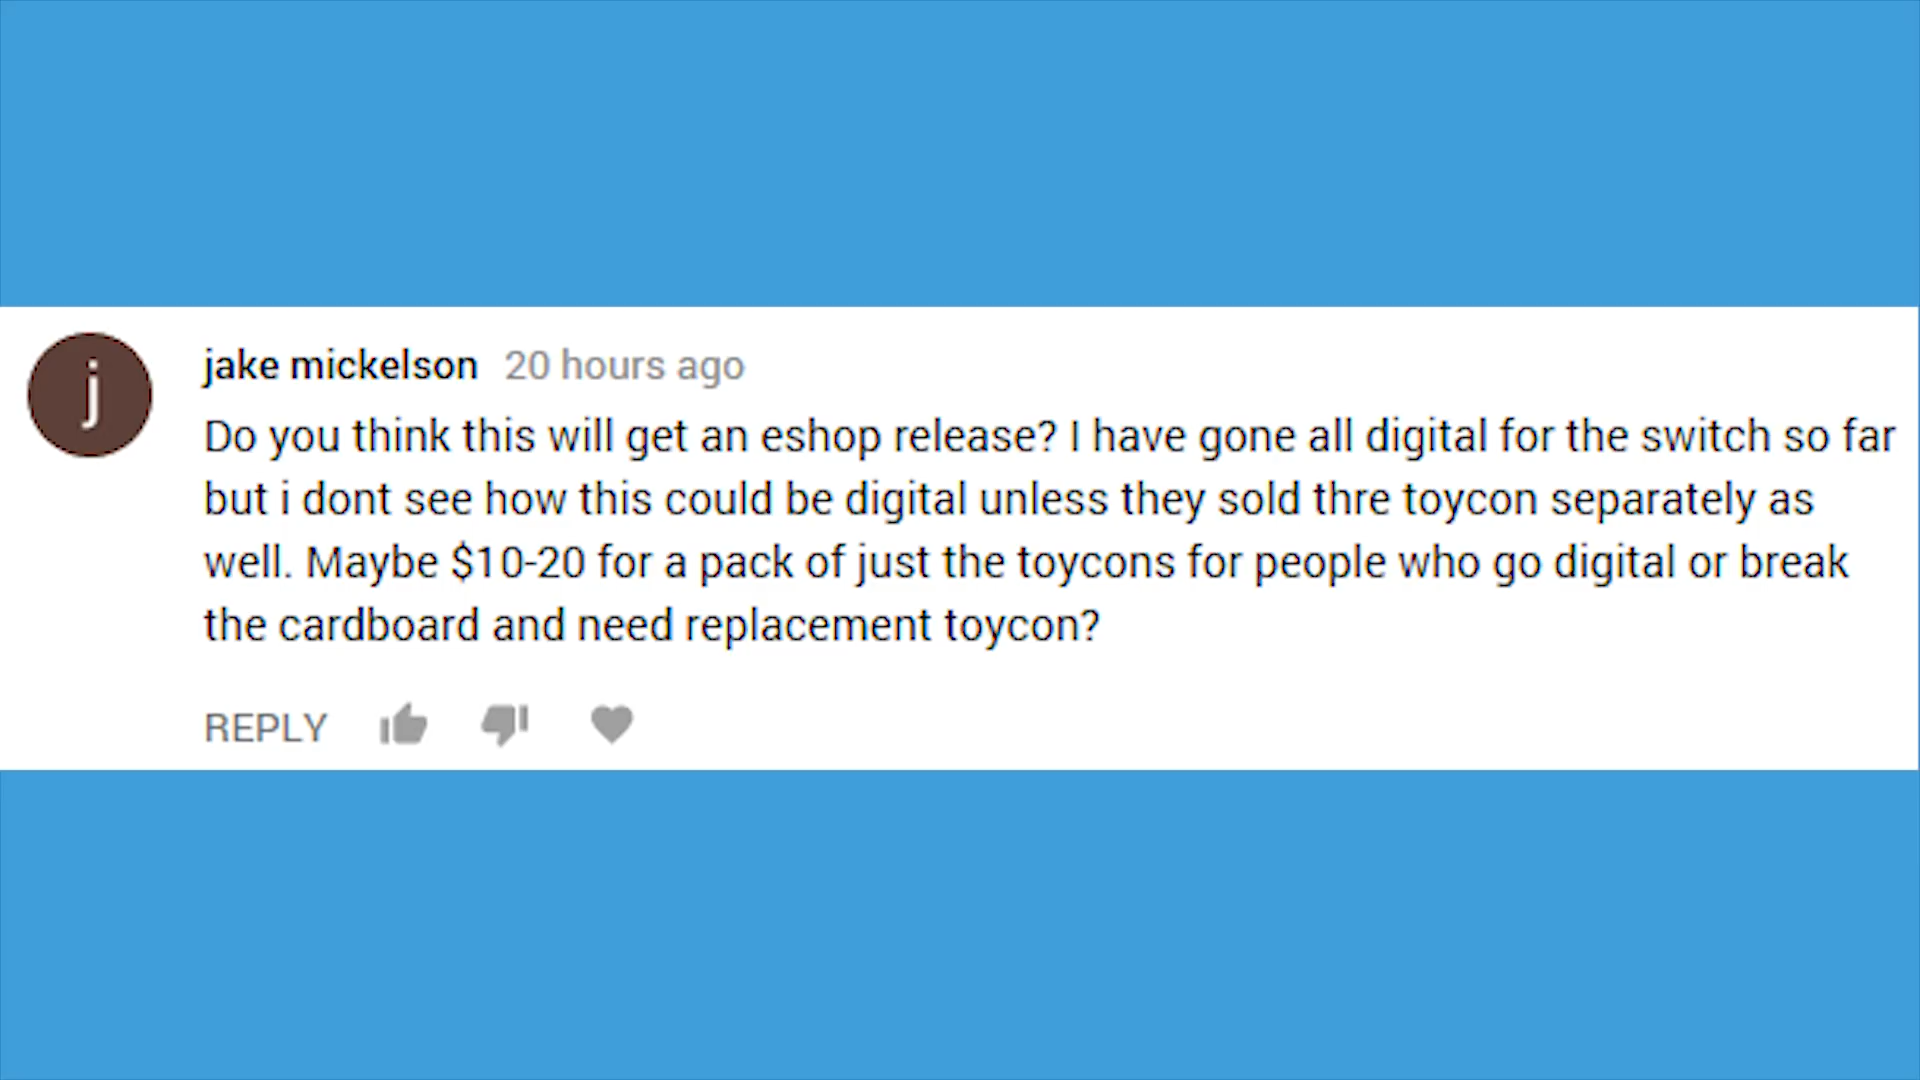 j
jake mickelson 20 hours ago
Do you think this will get an eshop release? I have gone all digital for the switch so far
but i dont see how this could be digital unless they sold thre toycon separately as
well. Maybe $10-20 for a pack of just the toycons for people who go digital or break
the cardboard and need replacement toycon?
REPLY